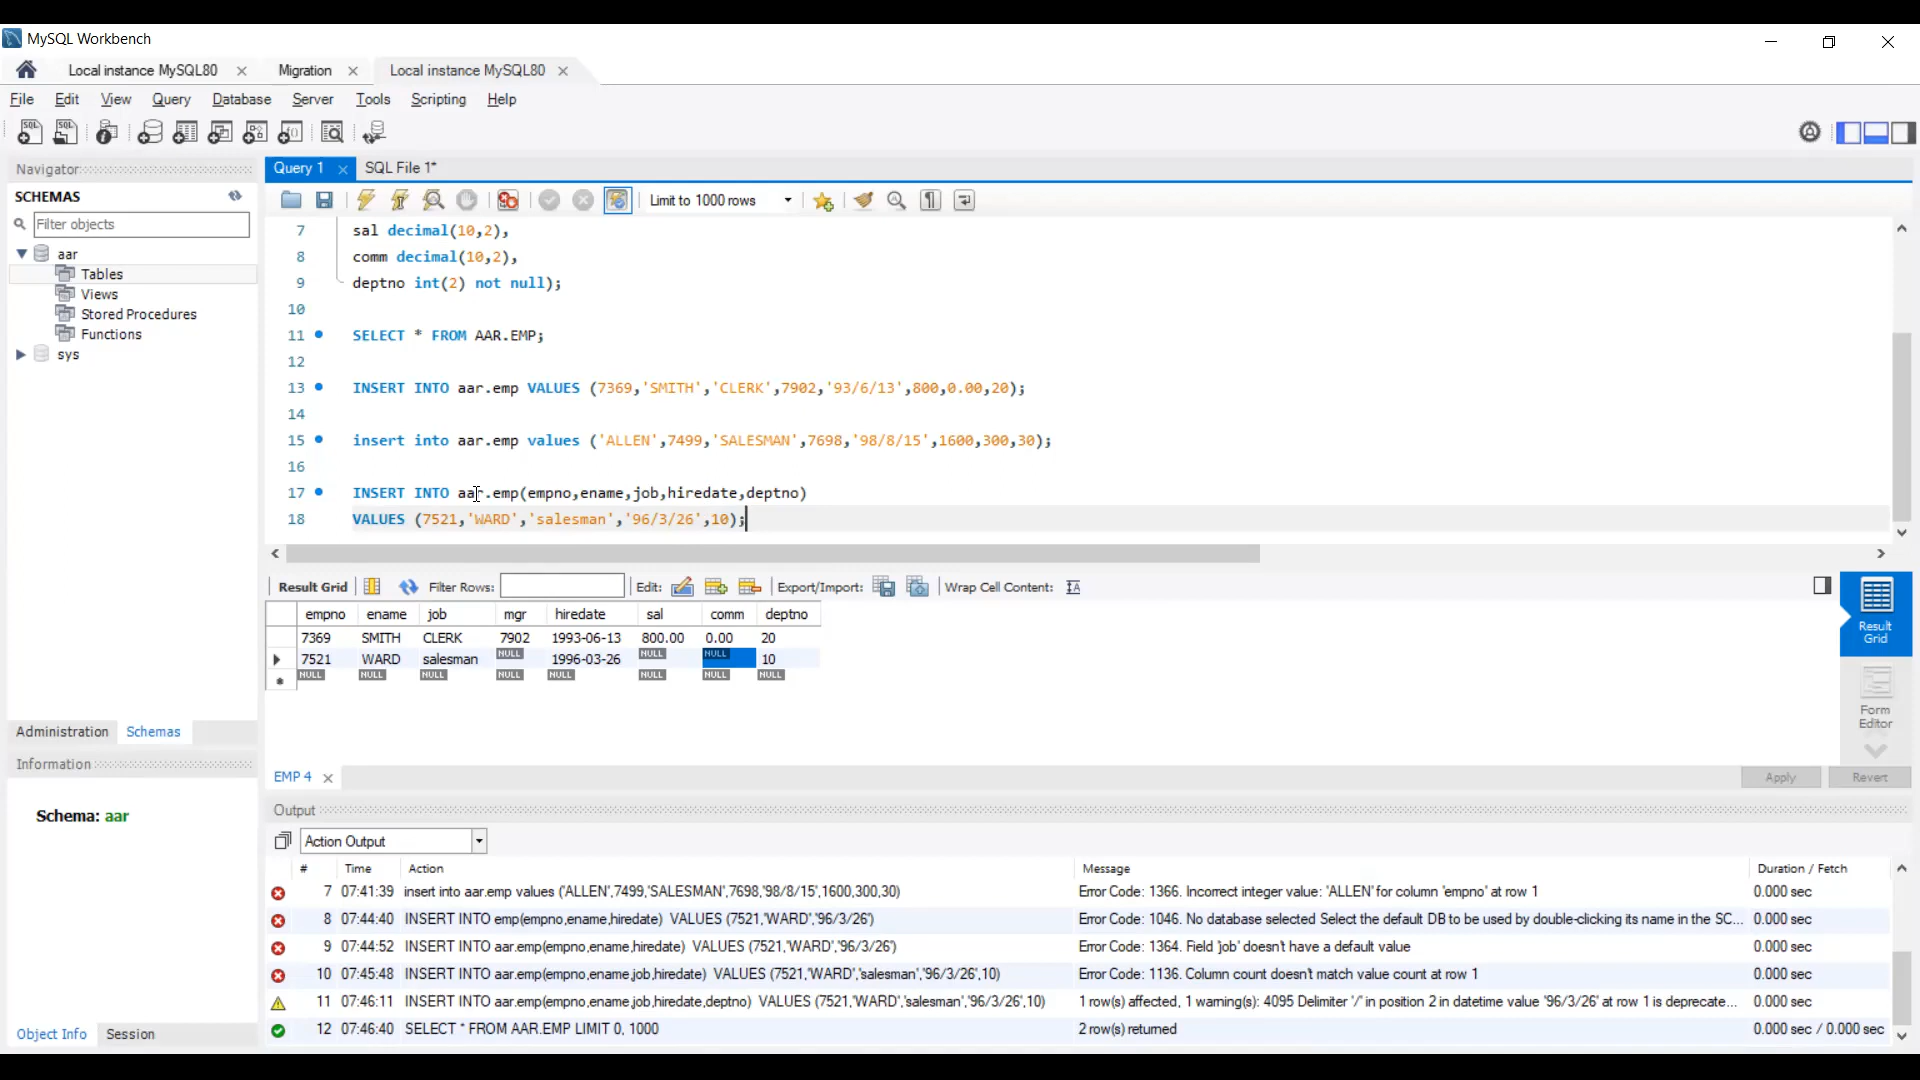 MySQL Workbench
Local instance MySQL80 Migration Local instance MySQL80
File Edit View Query Database Server Tools Scripting Help
Navigator
SCHEMAS
Filter objects
aar
Tables
Views
Stored Procedures
Functions
sys
Administration Schemas
Information
Schema: aar
Object Info Session
Query 1 SQL File 1*
Limit to 1000 rows
7 sal decimal(10,2),
8 comm decimal(10,2),
9 deptno int(2) not null);
10
11 SELECT * FROM AAR.EMP;
12
13 INSERT INTO aar.emp VALUES (7369,'SMITH','CLERK',7902,'93/6/13',800,0.00,20);
14
15 insert into aar.emp values ('ALLEN',7499,'SALESMAN',7698,'98/8/15',1600,300,30);
16
17 INSERT INTO aar.emp(empno,ename,job,hiredate,deptno)
18 VALUES (7521,'WARD','salesman','96/3/26',10);
Result Grid Filter Rows: Edit: Export/Import: Wrap Cell Content:
empno ename job mgr hiredate sal comm deptno
7369 SMITH CLERK 7902 1993-06-13 800.00 0.00 20
7521 WARD salesman NULL 1996-03-26 NULL NULL 10
NULL NULL NULL NULL NULL NULL NULL NULL
Result Grid
Form Editor
EMP 4 Apply Revert
Output
Action Output
# Time Action Message Duration / Fetch
7 07:41:39 insert into aar.emp values ('ALLEN',7499,'SALESMAN',7698,'98/8/15',1600,300,30) Error Code: 1366. Incorrect integer value: 'ALLEN' for column 'empno' at row 1 0.000 sec
8 07:44:40 INSERT INTO emp(empno,ename,hiredate) VALUES (7521,'WARD','96/3/26') Error Code: 1046. No database selected Select the default DB to be used by double-clicking its name in the SC... 0.000 sec
9 07:44:52 INSERT INTO aar.emp(empno,ename,hiredate) VALUES (7521,'WARD','96/3/26') Error Code: 1364. Field 'job' doesn't have a default value 0.000 sec
10 07:45:48 INSERT INTO aar.emp(empno,ename,job,hiredate) VALUES (7521,'WARD','salesman','96/3/26',10) Error Code: 1136. Column count doesn't match value count at row 1 0.000 sec
11 07:46:11 INSERT INTO aar.emp(empno,ename,job,hiredate,deptno) VALUES (7521,'WARD','salesman','96/3/26',10) 1 row(s) affected, 1 warning(s): 4095 Delimiter '/' in position 2 in datetime value '96/3/26' at row 1 is deprecate... 0.000 sec
12 07:46:40 SELECT * FROM AAR.EMP LIMIT 0, 1000 2 row(s) returned 0.000 sec / 0.000 sec